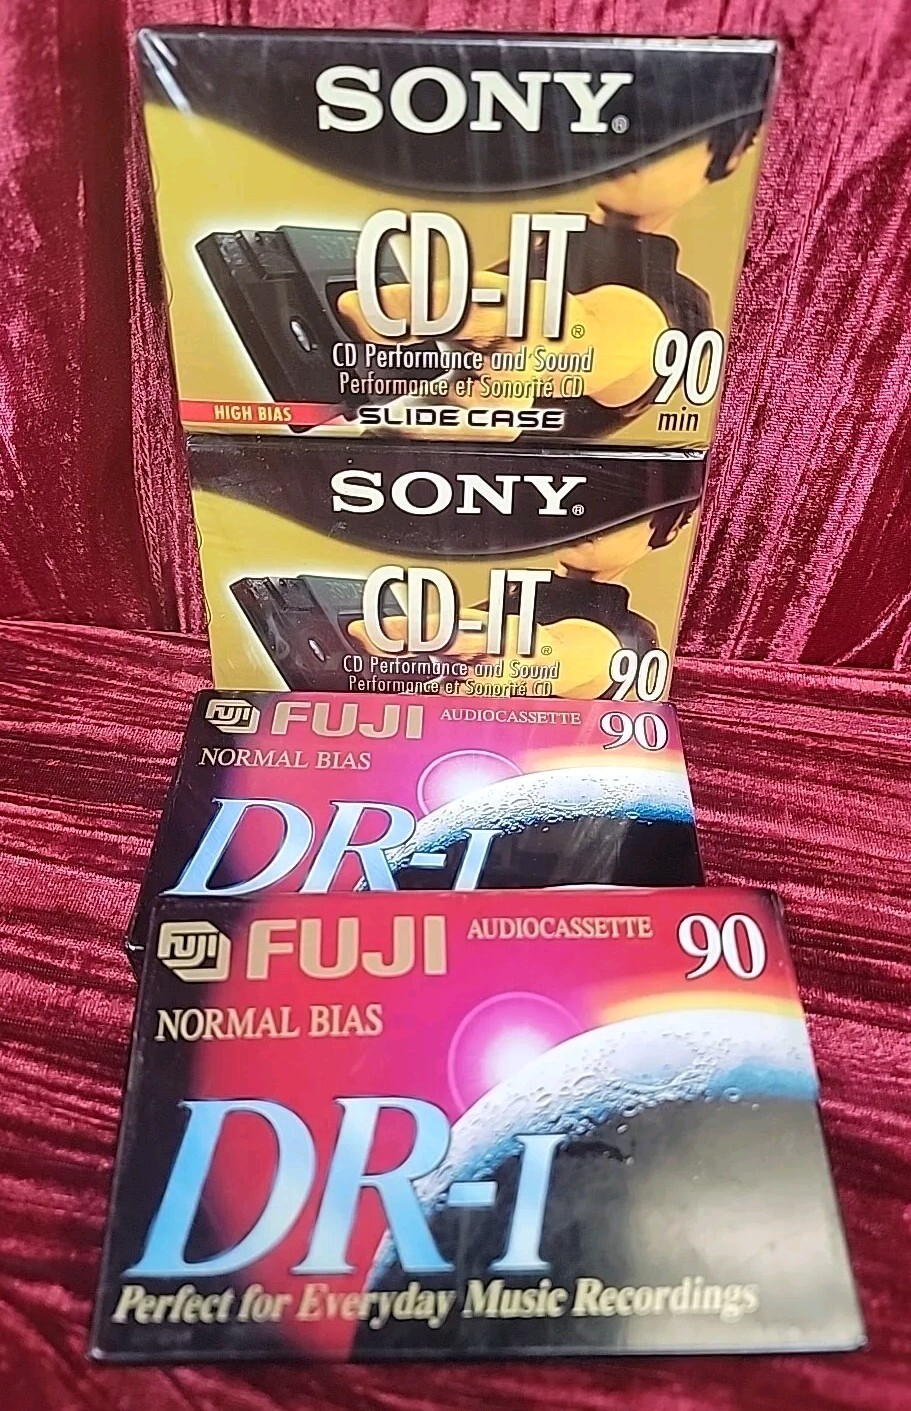 SONY®
CD-IT®
CD Performance and Sound
Performance et Sonorité CD
90
min
HIGH BIAS
SLIDE CASE
SONY®
CD-IT®
CD Performance and Sound
Performance et Sonorité CD
90
FUJI FUJI AUDIOCASSETTE 90
NORMAL BIAS
DR-I
FUJI FUJI AUDIOCASSETTE 90
NORMAL BIAS
DR-I
Perfect for Everyday Music Recordings